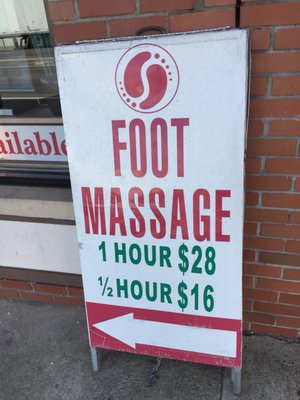 ailable
FOOT
MASSAGE
1 HOUR $28
½ HOUR $16